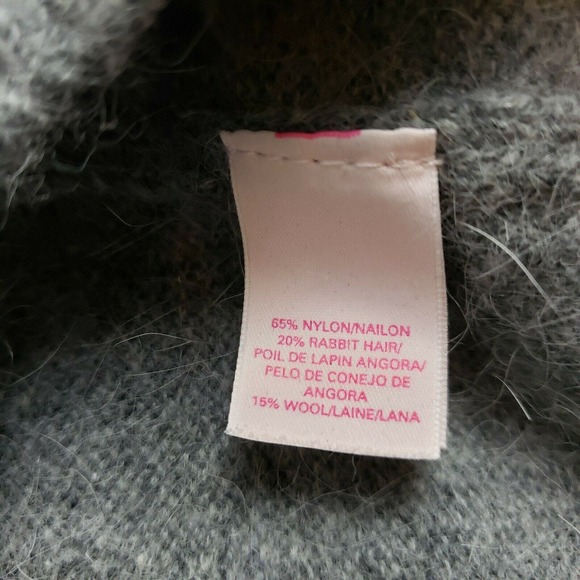 65% NYLON/NAILON
20% RABBIT HAIR/
POIL DE LAPIN ANGORA/
PELO DE CONEJO DE
ANGORA
15% WOOL/LAINE/LANA